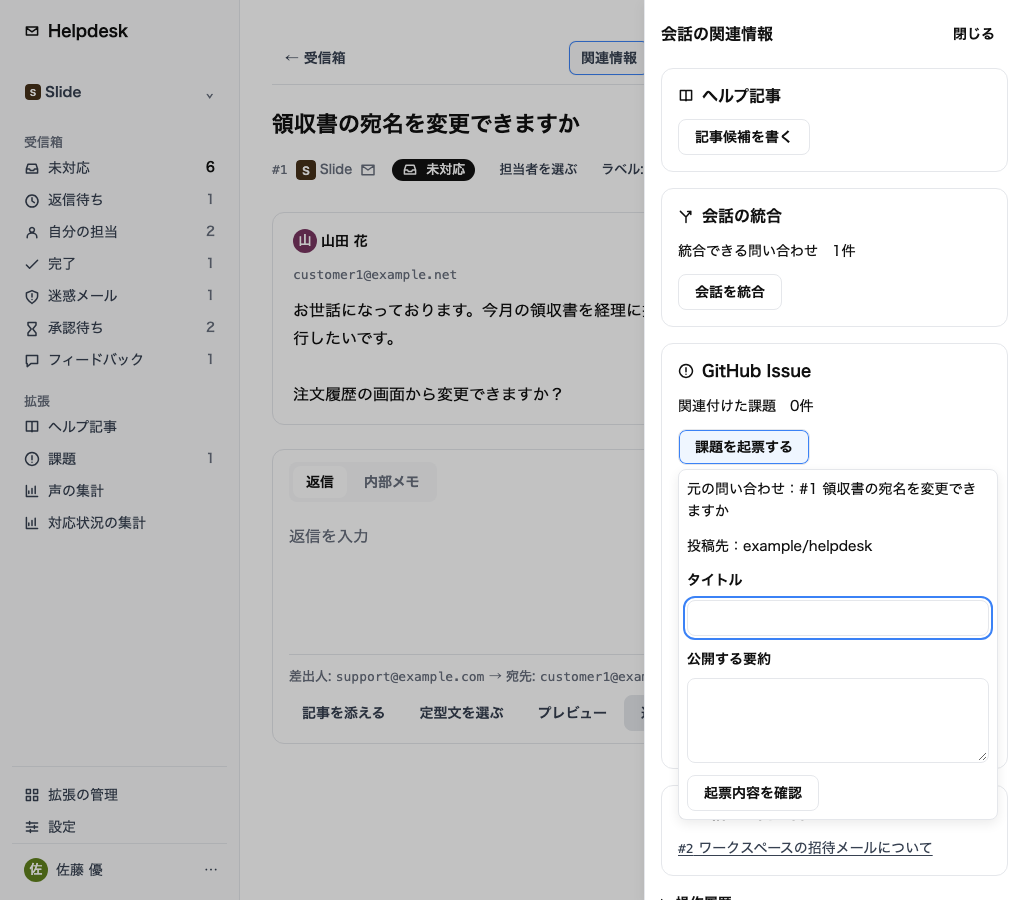 Helpdesk
S Slide
受信箱
未対応 6
返信待ち 1
自分の担当 2
完了 1
迷惑メール 1
承認待ち 2
フィードバック 1
拡張
ヘルプ記事
課題 1
声の集計
対応状況の集計
拡張の管理
設定
佐 佐藤 優 …
← 受信箱
関連情報
領収書の宛名を変更できますか
#1 S Slide 未対応 担当者を選ぶ ラベル:
山 山田 花
customer1@example.net
お世話になっております。今月の領収書を経理に
行したいです。
注文履歴の画面から変更できますか？
返信 内部メモ
返信を入力
差出人: support@example.com → 宛先: customer1@exam
記事を添える 定型文を選ぶ プレビュー
会話の関連情報 閉じる
ヘルプ記事
記事候補を書く
会話の統合
統合できる問い合わせ 1件
会話を統合
GitHub Issue
関連付けた課題 0件
課題を起票する
元の問い合わせ：#1 領収書の宛名を変更でき
ますか
投稿先：example/helpdesk
タイトル
公開する要約
起票内容を確認
#2 ワークスペースの招待メールについて
操作履歴